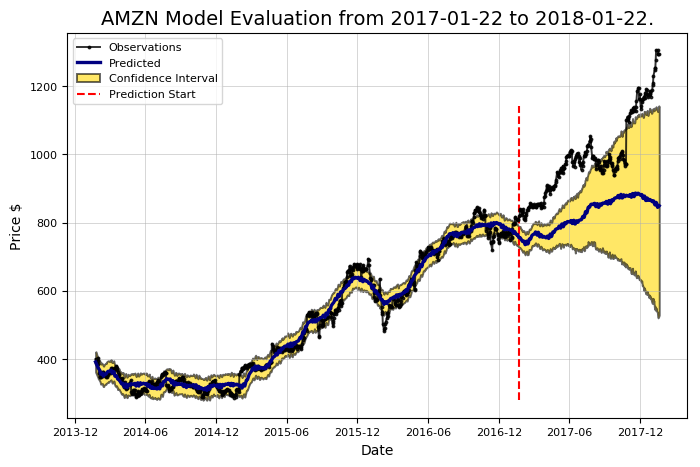 AMZN Model Evaluation from 2017-01-22 to 2018-01-22.
Observations
Predicted
Confidence Interval
Prediction Start
Price $
1200
1000
800
600
400
2013-12 2014-06 2014-12 2015-06 2015-12 2016-06 2016-12 2017-06 2017-12
Date